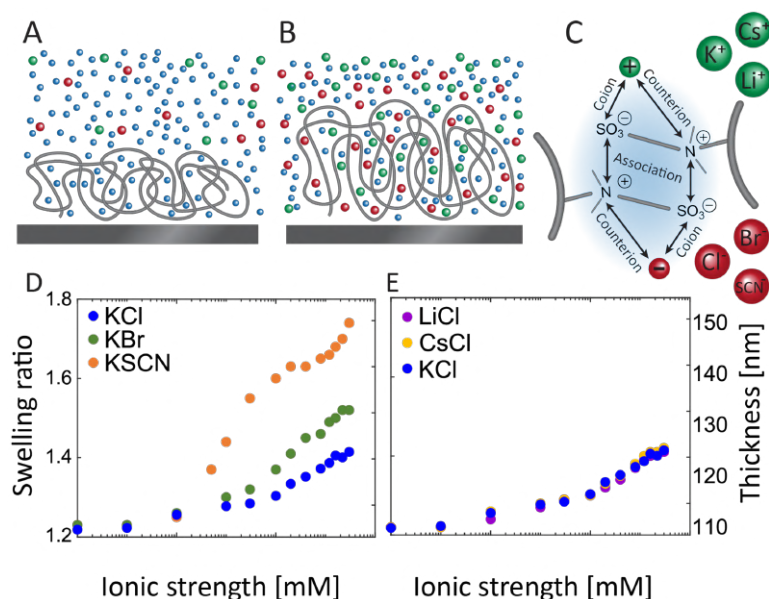 A
B
C
Cs+
K+
Li+
+
Coion
Counterion
SO3 −
N +
Association
N +
SO3 −
Counterion
Coion
−
Br-
Cl-
SCN-
D
E
1.8
1.6
1.4
1.2
KCl
KBr
KSCN
LiCl
CsCl
KCl
150
140
130
120
110
Swelling ratio
Thickness [nm]
Ionic strength [mM]
Ionic strength [mM]